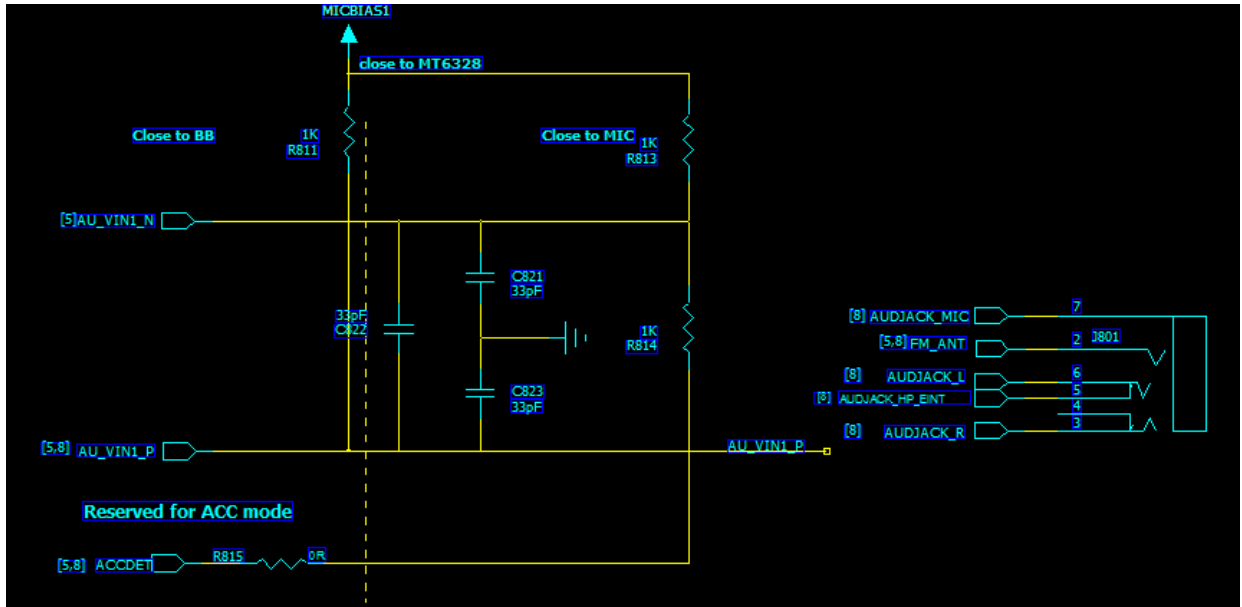 MICBIAS1
close to MT6328
Close to BB
1K
R811
Close to MIC
1K
R813
[5]AU_VIN1_N
C821
33pF
33pF
C822
1K
R814
C823
33pF
[8] AUDJACK_MIC
7
[5,8] FM_ANT
2
J801
[8] AUDJACK_L
6
[8] AUDJACK_HP_EINT
5
4
[8] AUDJACK_R
3
[5,8] AU_VIN1_P
AU_VIN1_P
Reserved for ACC mode
[5,8] ACCDET
R815
0R